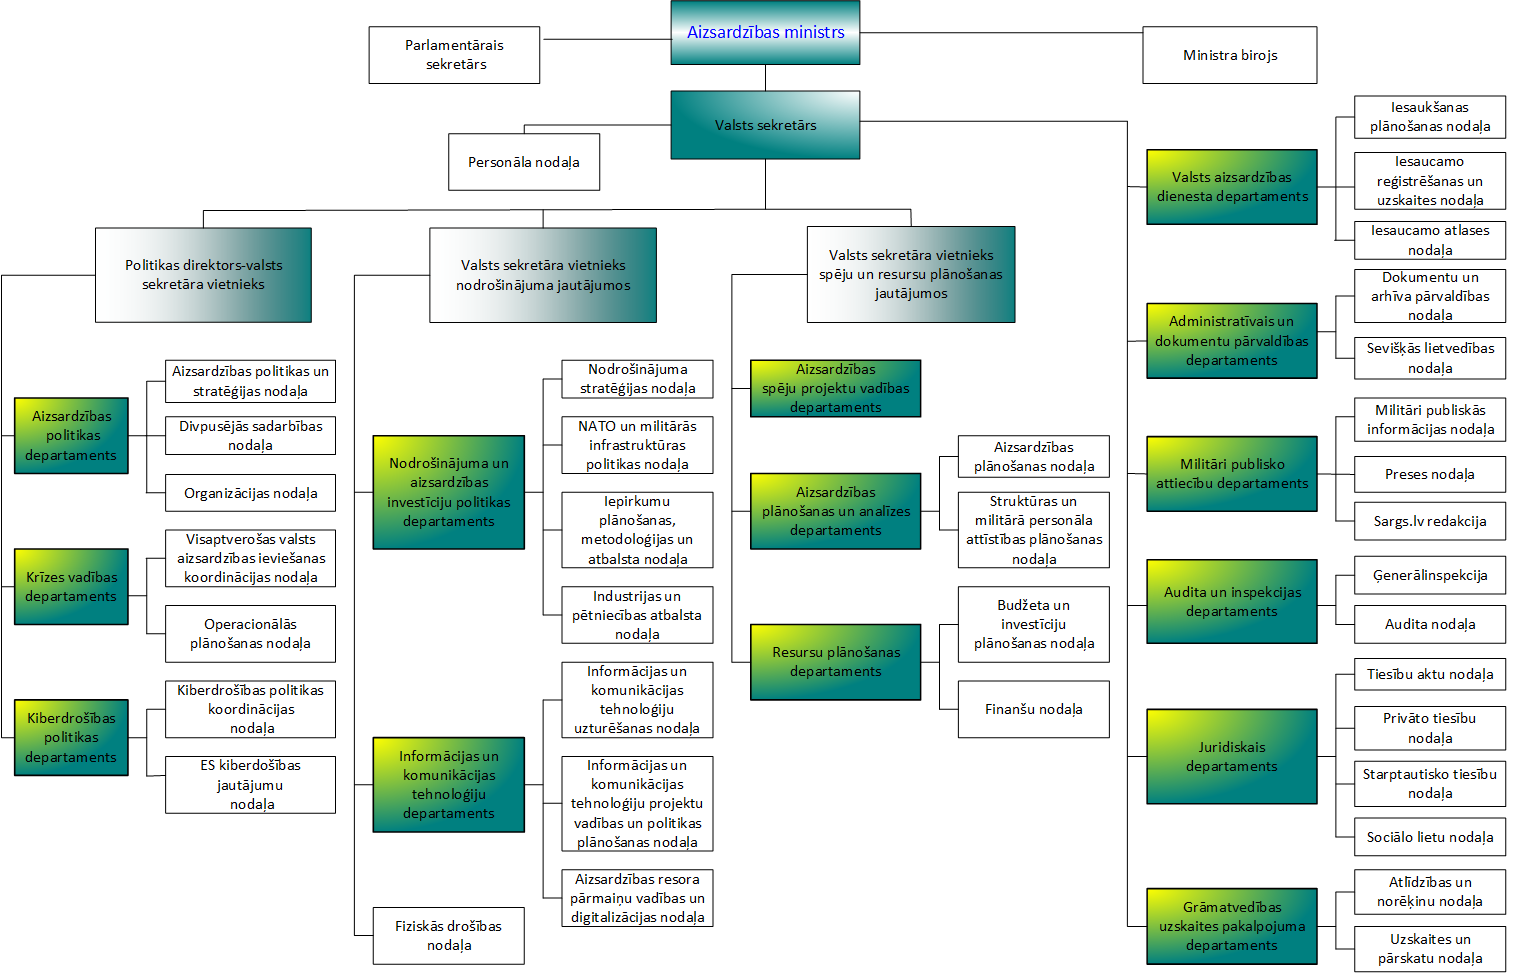 Aizsardzības ministrs
Parlamentārais
sekretārs
Ministra birojs
Valsts sekretārs
Personāla nodaļa
Politikas direktors-valsts
sekretāra vietnieks
Aizsardzības
politikas
departaments
Aizsardzības politikas un
stratēģijas nodaļa
Divpusējās sadarbības
nodaļa
Organizācijas nodaļa
Krīzes vadības
departaments
Visaptverošas valsts
aizsardzības ieviešanas
koordinācijas nodaļa
Operacionālās
plānošanas nodaļa
Kiberdrošības
politikas
departaments
Kiberdrošības politikas
koordinācijas
nodaļa
ES kiberdošības
jautājumu
nodaļa
Valsts sekretāra vietnieks
nodrošinājuma jautājumos
Nodrošinājuma un
aizsardzības
investīciju politikas
departaments
Nodrošinājuma
stratēģijas nodaļa
NATO un militārās
infrastruktūras
politikas nodaļa
Iepirkumu
plānošanas,
metodoloģijas un
atbalsta nodaļa
Industrijas un
pētniecības atbalsta
nodaļa
Informācijas un
komunikācijas
tehnoloģiju
departaments
Informācijas un
komunikācijas
tehnoloģiju
uzturēšanas nodaļa
Informācijas un
komunikācijas
tehnoloģiju projektu
vadības un politikas
plānošanas nodaļa
Aizsardzības resora
pārmaiņu vadības un
digitalizācijas nodaļa
Fiziskās drošības
nodaļa
Valsts sekretāra vietnieks
spēju un resursu plānošanas
jautājumos
Aizsardzības
spēju projektu vadības
departaments
Aizsardzības
plānošanas un analīzes
departaments
Aizsardzības
plānošanas nodaļa
Struktūras un
militārā personāla
attīstības plānošanas
nodaļa
Resursu plānošanas
departaments
Budžeta un
investīciju
plānošanas nodaļa
Finanšu nodaļa
Valsts aizsardzības
dienesta departaments
Iesaukšanas
plānošanas nodaļa
Iesaucamo
reģistrēšanas un
uzskaites nodaļa
Iesaucamo atlases
nodaļa
Administratīvais un
dokumentu pārvaldības
departaments
Dokumentu un
arhīva pārvaldības
nodaļa
Sevišķās lietvedības
nodaļa
Militāri publisko
attiecību departaments
Militāri publiskās
informācijas nodaļa
Preses nodaļa
Sargs.lv redakcija
Audita un inspekcijas
departaments
Ģenerālinspekcija
Audita nodaļa
Juridiskais
departaments
Tiesību aktu nodaļa
Privāto tiesību
nodaļa
Starptautisko tiesību
nodaļa
Sociālo lietu nodaļa
Grāmatvedības
uzskaites pakalpojuma
departaments
Atlīdzības un
norēķinu nodaļa
Uzskaites un
pārskatu nodaļa